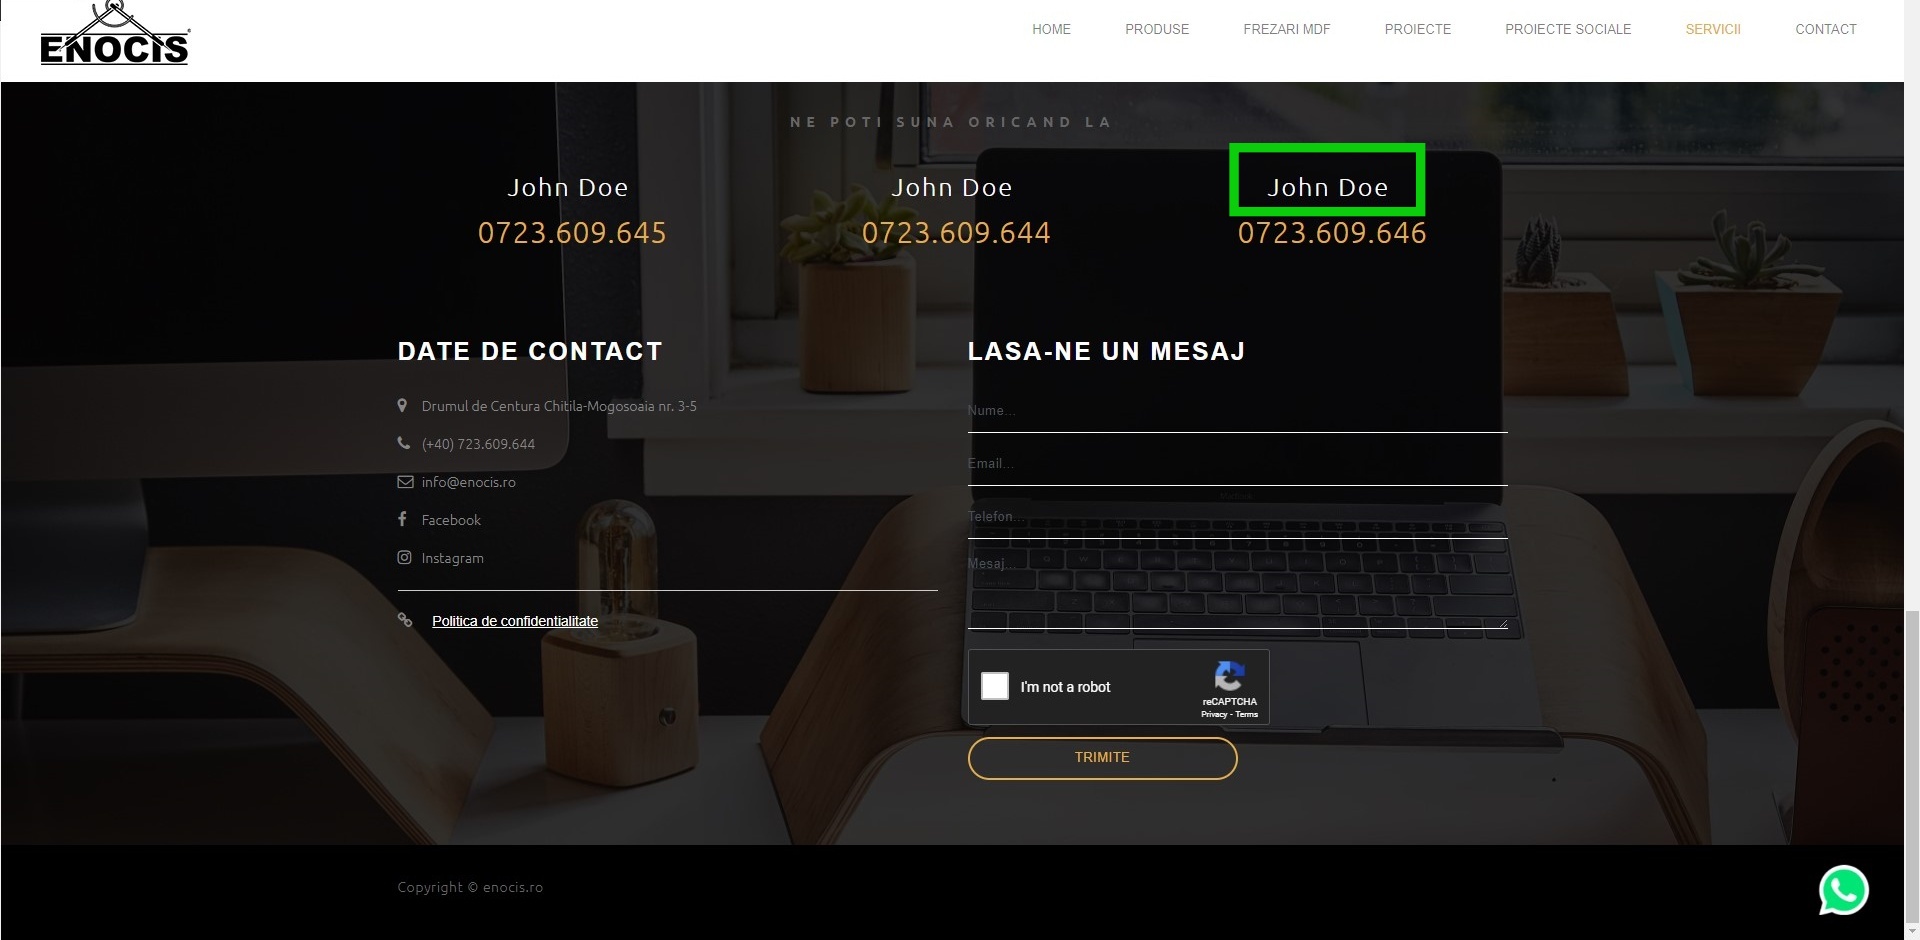 ENOCIS
HOME PRODUSE FREZARI MDF PROIECTE PROIECTE SOCIALE SERVICII CONTACT
NE POTI SUNA ORICAND LA
John Doe John Doe John Doe
0723.609.645 0723.609.644 0723.609.646
DATE DE CONTACT
Drumul de Centura Chitila-Mogosoaia nr. 3-5
(+40) 723.609.644
info@enocis.ro
Facebook
Instagram
Politica de confidentialitate
LASA-NE UN MESAJ
Nume...
Email...
Telefon...
Mesaj...
I'm not a robot
reCAPTCHA
Privacy - Terms
TRIMITE
Copyright © enocis.ro